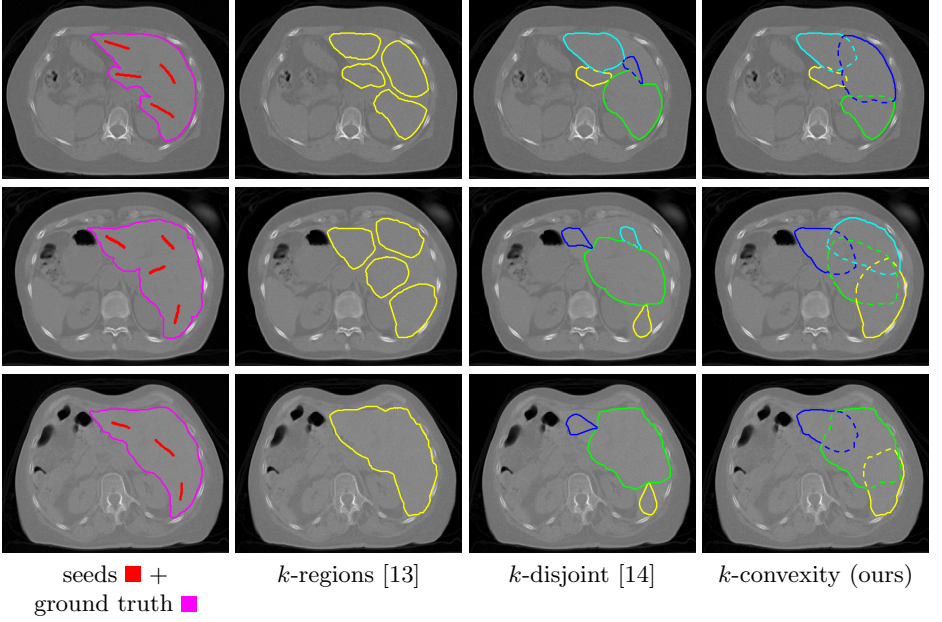 seeds +
ground truth
k-regions [13]
k-disjoint [14]
k-convexity (ours)